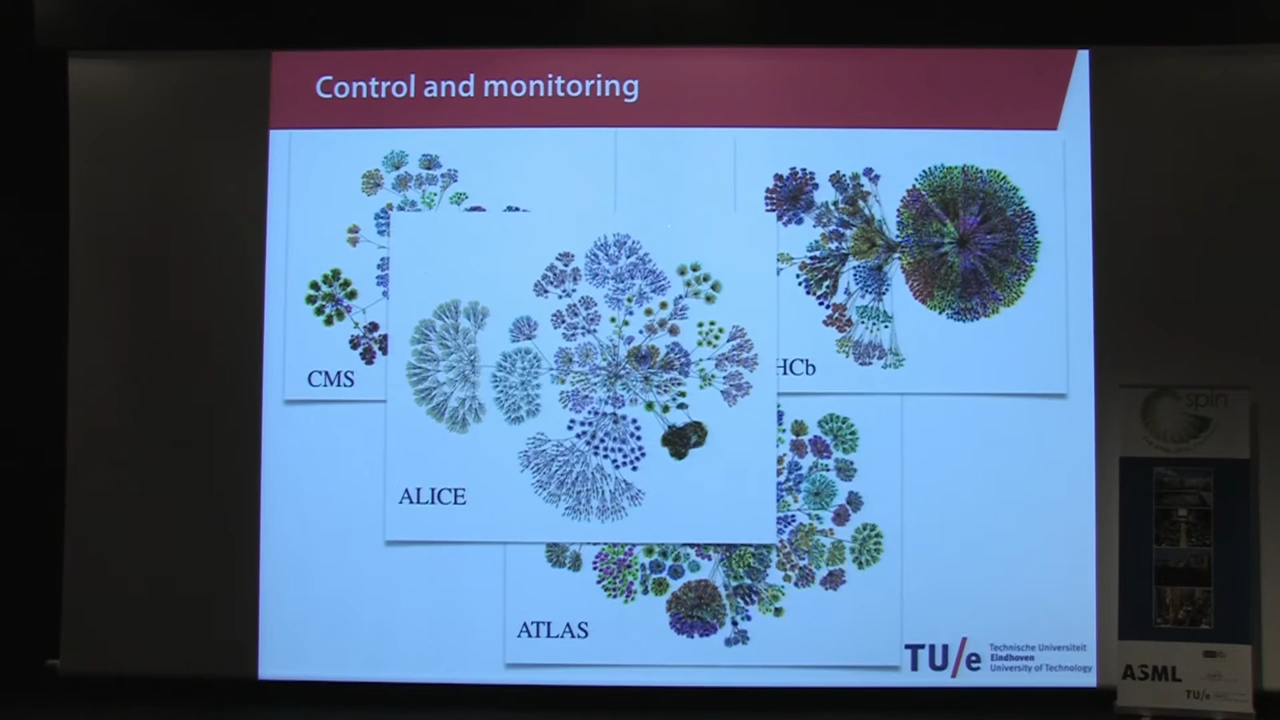 Control and monitoring
CMS
HCb
ALICE
ATLAS
TU/e
Technische Universiteit
Eindhoven
University of Technology
spin
ASML
TU/e